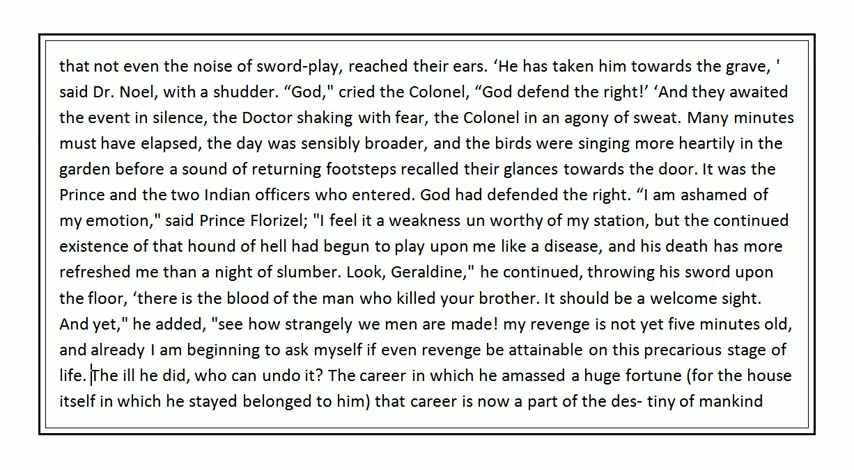 that not even the noise of sword-play, reached their ears. ‘He has taken him towards the grave, '
said Dr. Noel, with a shudder. “God," cried the Colonel, “God defend the right!’ ‘And they awaited
the event in silence, the Doctor shaking with fear, the Colonel in an agony of sweat. Many minutes
must have elapsed, the day was sensibly broader, and the birds were singing more heartily in the
garden before a sound of returning footsteps recalled their glances towards the door. It was the
Prince and the two Indian officers who entered. God had defended the right. “I am ashamed of
my emotion," said Prince Florizel; "I feel it a weakness un worthy of my station, but the continued
existence of that hound of hell had begun to play upon me like a disease, and his death has more
refreshed me than a night of slumber. Look, Geraldine," he continued, throwing his sword upon
the floor, ‘there is the blood of the man who killed your brother. It should be a welcome sight.
And yet," he added, "see how strangely we men are made! my revenge is not yet five minutes old,
and already I am beginning to ask myself if even revenge be attainable on this precarious stage of
life. The ill he did, who can undo it? The career in which he amassed a huge fortune (for the house
itself in which he stayed belonged to him) that career is now a part of the des- tiny of mankind